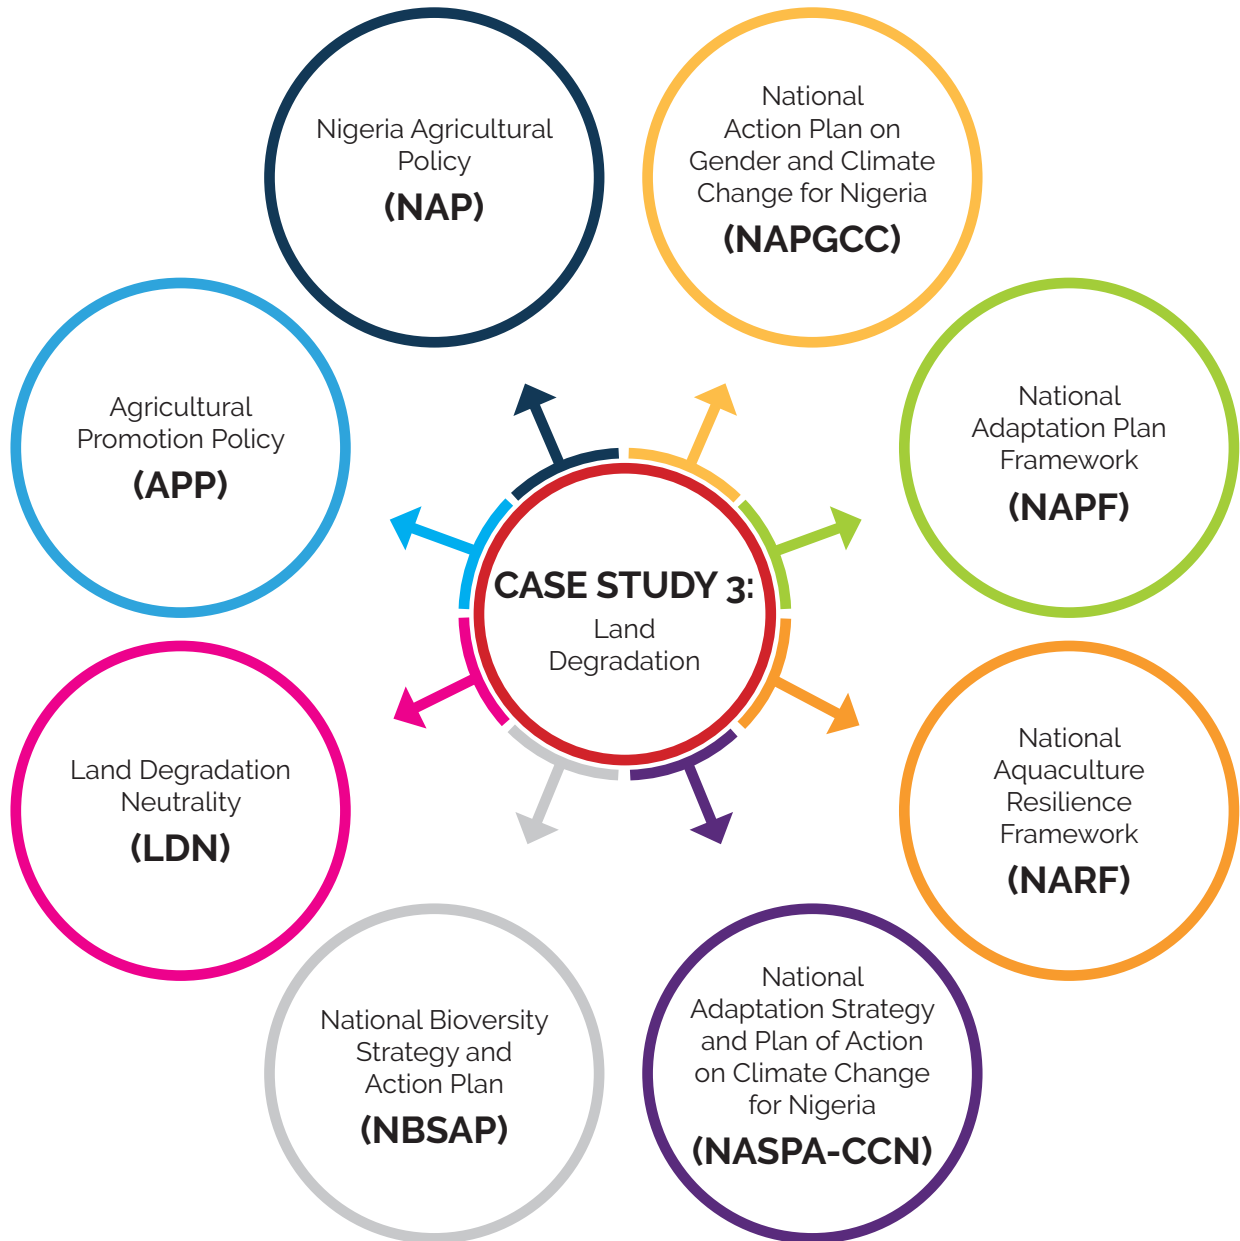 Nigeria Agricultural
Policy
(NAP)
National
Action Plan on
Gender and Climate
Change for Nigeria
(NAPGCC)
Agricultural
Promotion Policy
(APP)
National
Adaptation Plan
Framework
(NAPF)
CASE STUDY 3:
Land
Degradation
Land Degradation
Neutrality
(LDN)
National
Aquaculture
Resilience
Framework
(NARF)
National Bioversity
Strategy and
Action Plan
(NBSAP)
National
Adaptation Strategy
and Plan of Action
on Climate Change
for Nigeria
(NASPA-CCN)